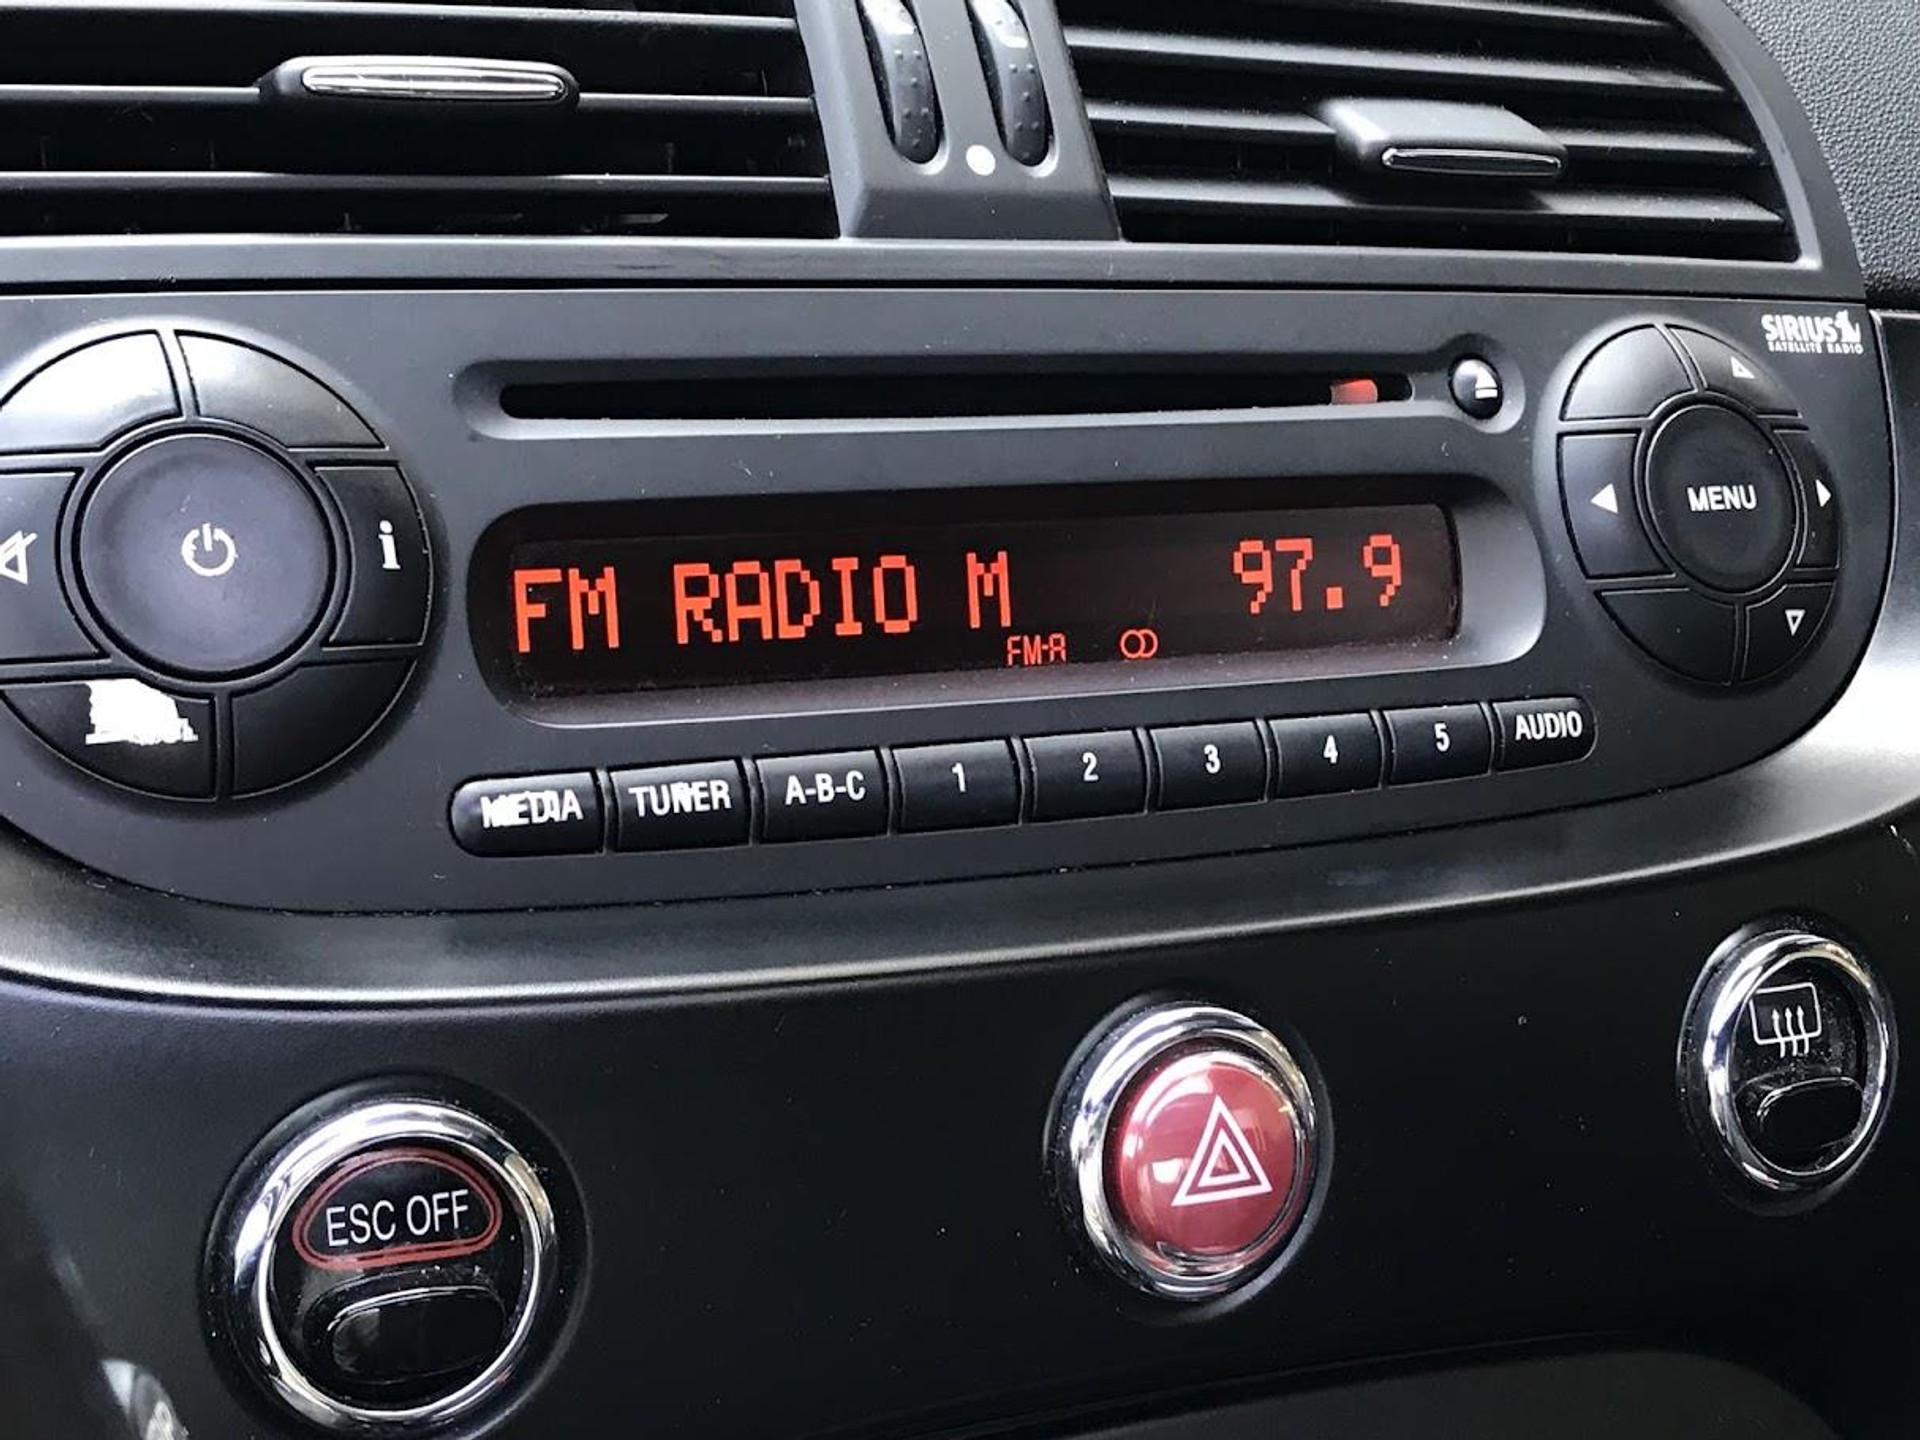 SIRIUS
SATELLITE RADIO
i
MENU
FM RADIO M 97.9
FM-A
MEDIA TUNER A-B-C 1 2 3 4 5 AUDIO
ESC OFF